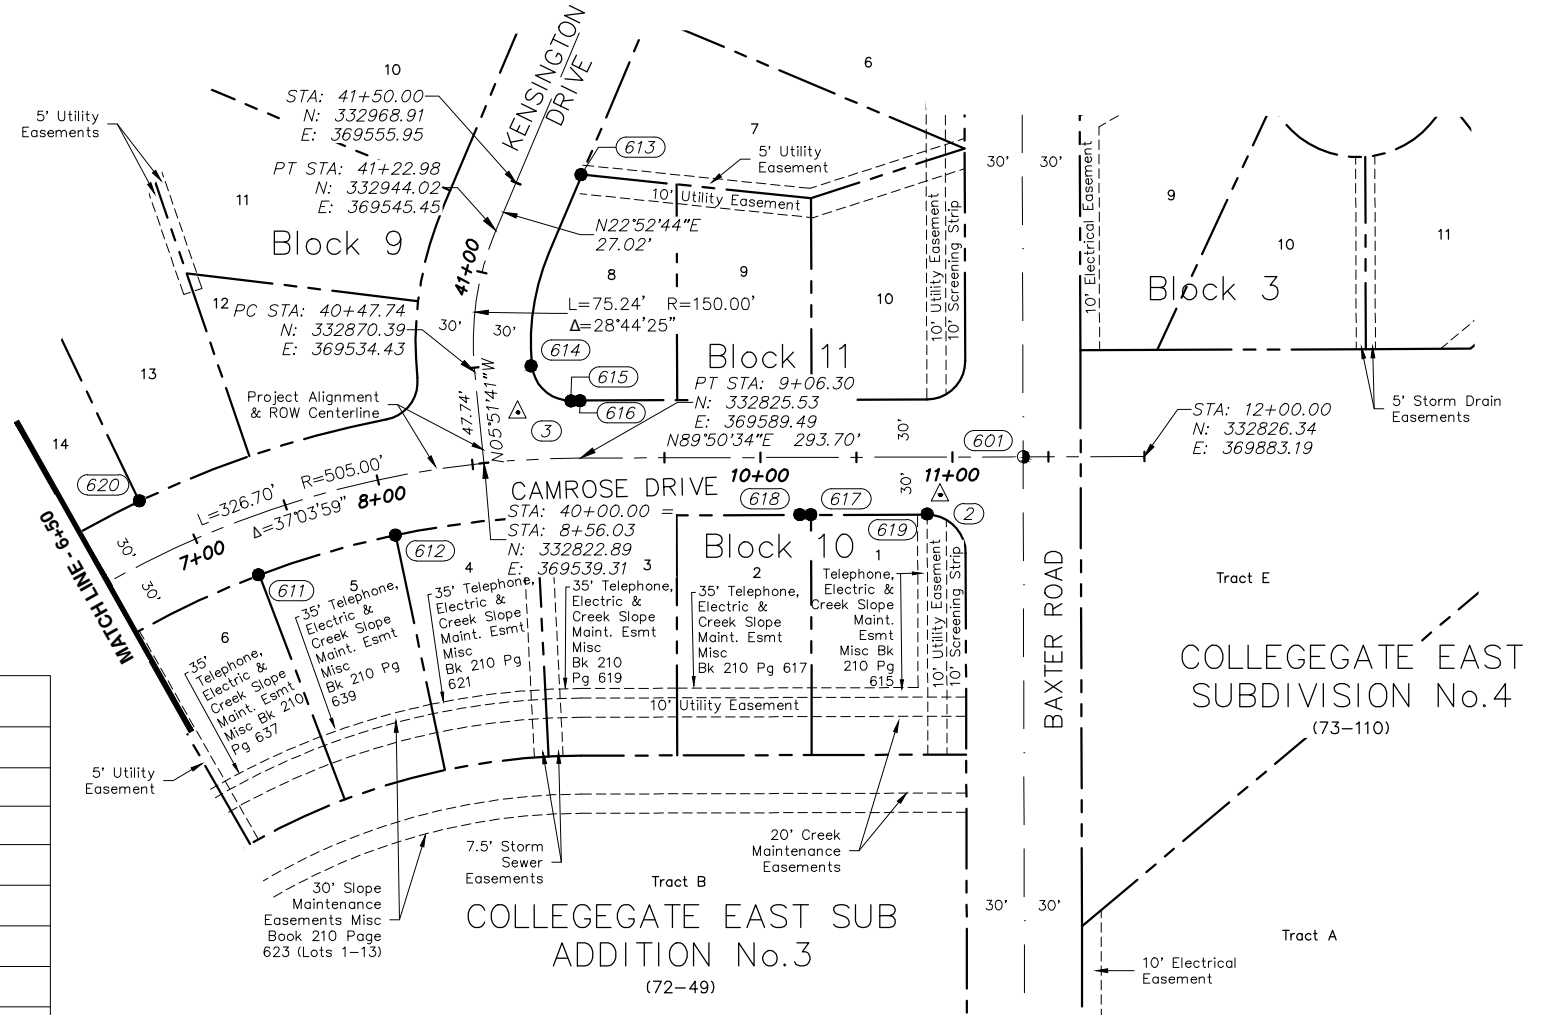 10
STA: 41+50.00
N: 332968.91
E: 369555.95
KENSINGTON
DRIVE
6
5' Utility
Easements
PT STA: 41+22.98
N: 332944.02
E: 369545.45
613
7
5' Utility
Easement
10' Utility Easement
30'
30'
10' Electrical Easement
9
11
Block 9
41+00
N22°52'44"E
27.02'
8
9
10
10' Utility Easement
10' Screening Strip
10
11
Block 3
12
PC STA: 40+47.74
N: 332870.39
E: 369534.43
30'
30'
L=75.24' R=150.00'
Δ=28°44'25"
614
Block 11
13
Project Alignment
& ROW Centerline
47.74'
N05°51'41"W
615
616
3
PT STA: 9+06.30
N: 332825.53
E: 369589.49
N89°50'34"E 293.70'
30'
601
STA: 12+00.00
N: 332826.34
E: 369883.19
5' Storm Drain
Easements
14
620
MATCH LINE - 6+50
L=326.70'
R=505.00'
Δ=37°03'59"
7+00
8+00
10+00
11+00
30'
CAMROSE DRIVE
STA: 40+00.00 =
STA: 8+56.03
N: 332822.89
E: 369539.31
618
617
619
2
30'
30'
611
612
Block 10
6
5
4
3
2
1
35'
Telephone,
Electric &
Creek Slope
Maint. Esmt
Misc Bk 210
Pg 637
35' Telephone,
Electric &
Creek Slope
Maint. Esmt
Misc
Bk 210 Pg
639
35' Telephone,
Electric &
Creek Slope
Maint. Esmt
Misc
Bk 210 Pg
621
35' Telephone,
Electric &
Creek Slope
Maint. Esmt
Misc
Bk 210
Pg 619
35' Telephone,
Electric &
Creek Slope
Maint. Esmt
Misc
Bk 210 Pg 617
Telephone,
Electric &
Creek Slope
Maint.
Esmt
Misc Bk
210 Pg
615
10' Utility Easement
10' Screening Strip
10' Utility Easement
BAXTER ROAD
Tract E
COLLEGEGATE EAST
SUBDIVISION No.4
(73-110)
5' Utility
Easement
7.5' Storm
Sewer
Easements
20' Creek
Maintenance
Easements
30' Slope
Maintenance
Easements Misc
Book 210 Page
623 (Lots 1-13)
Tract B
COLLEGEGATE EAST SUB
ADDITION No.3
(72-49)
30'
30'
Tract A
10' Electrical
Easement